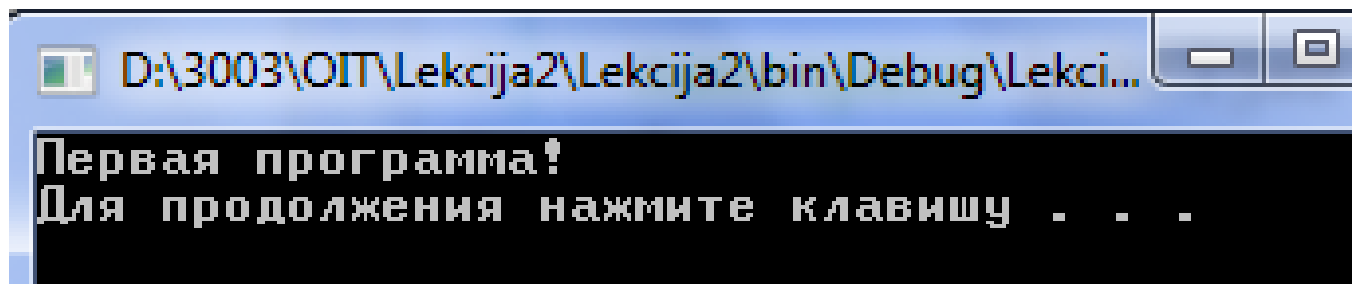 D:\3003\OIT\Lekcija2\Lekcija2\bin\Debug\Lekci...
Первая программа!
Для продолжения нажмите клавишу . . .